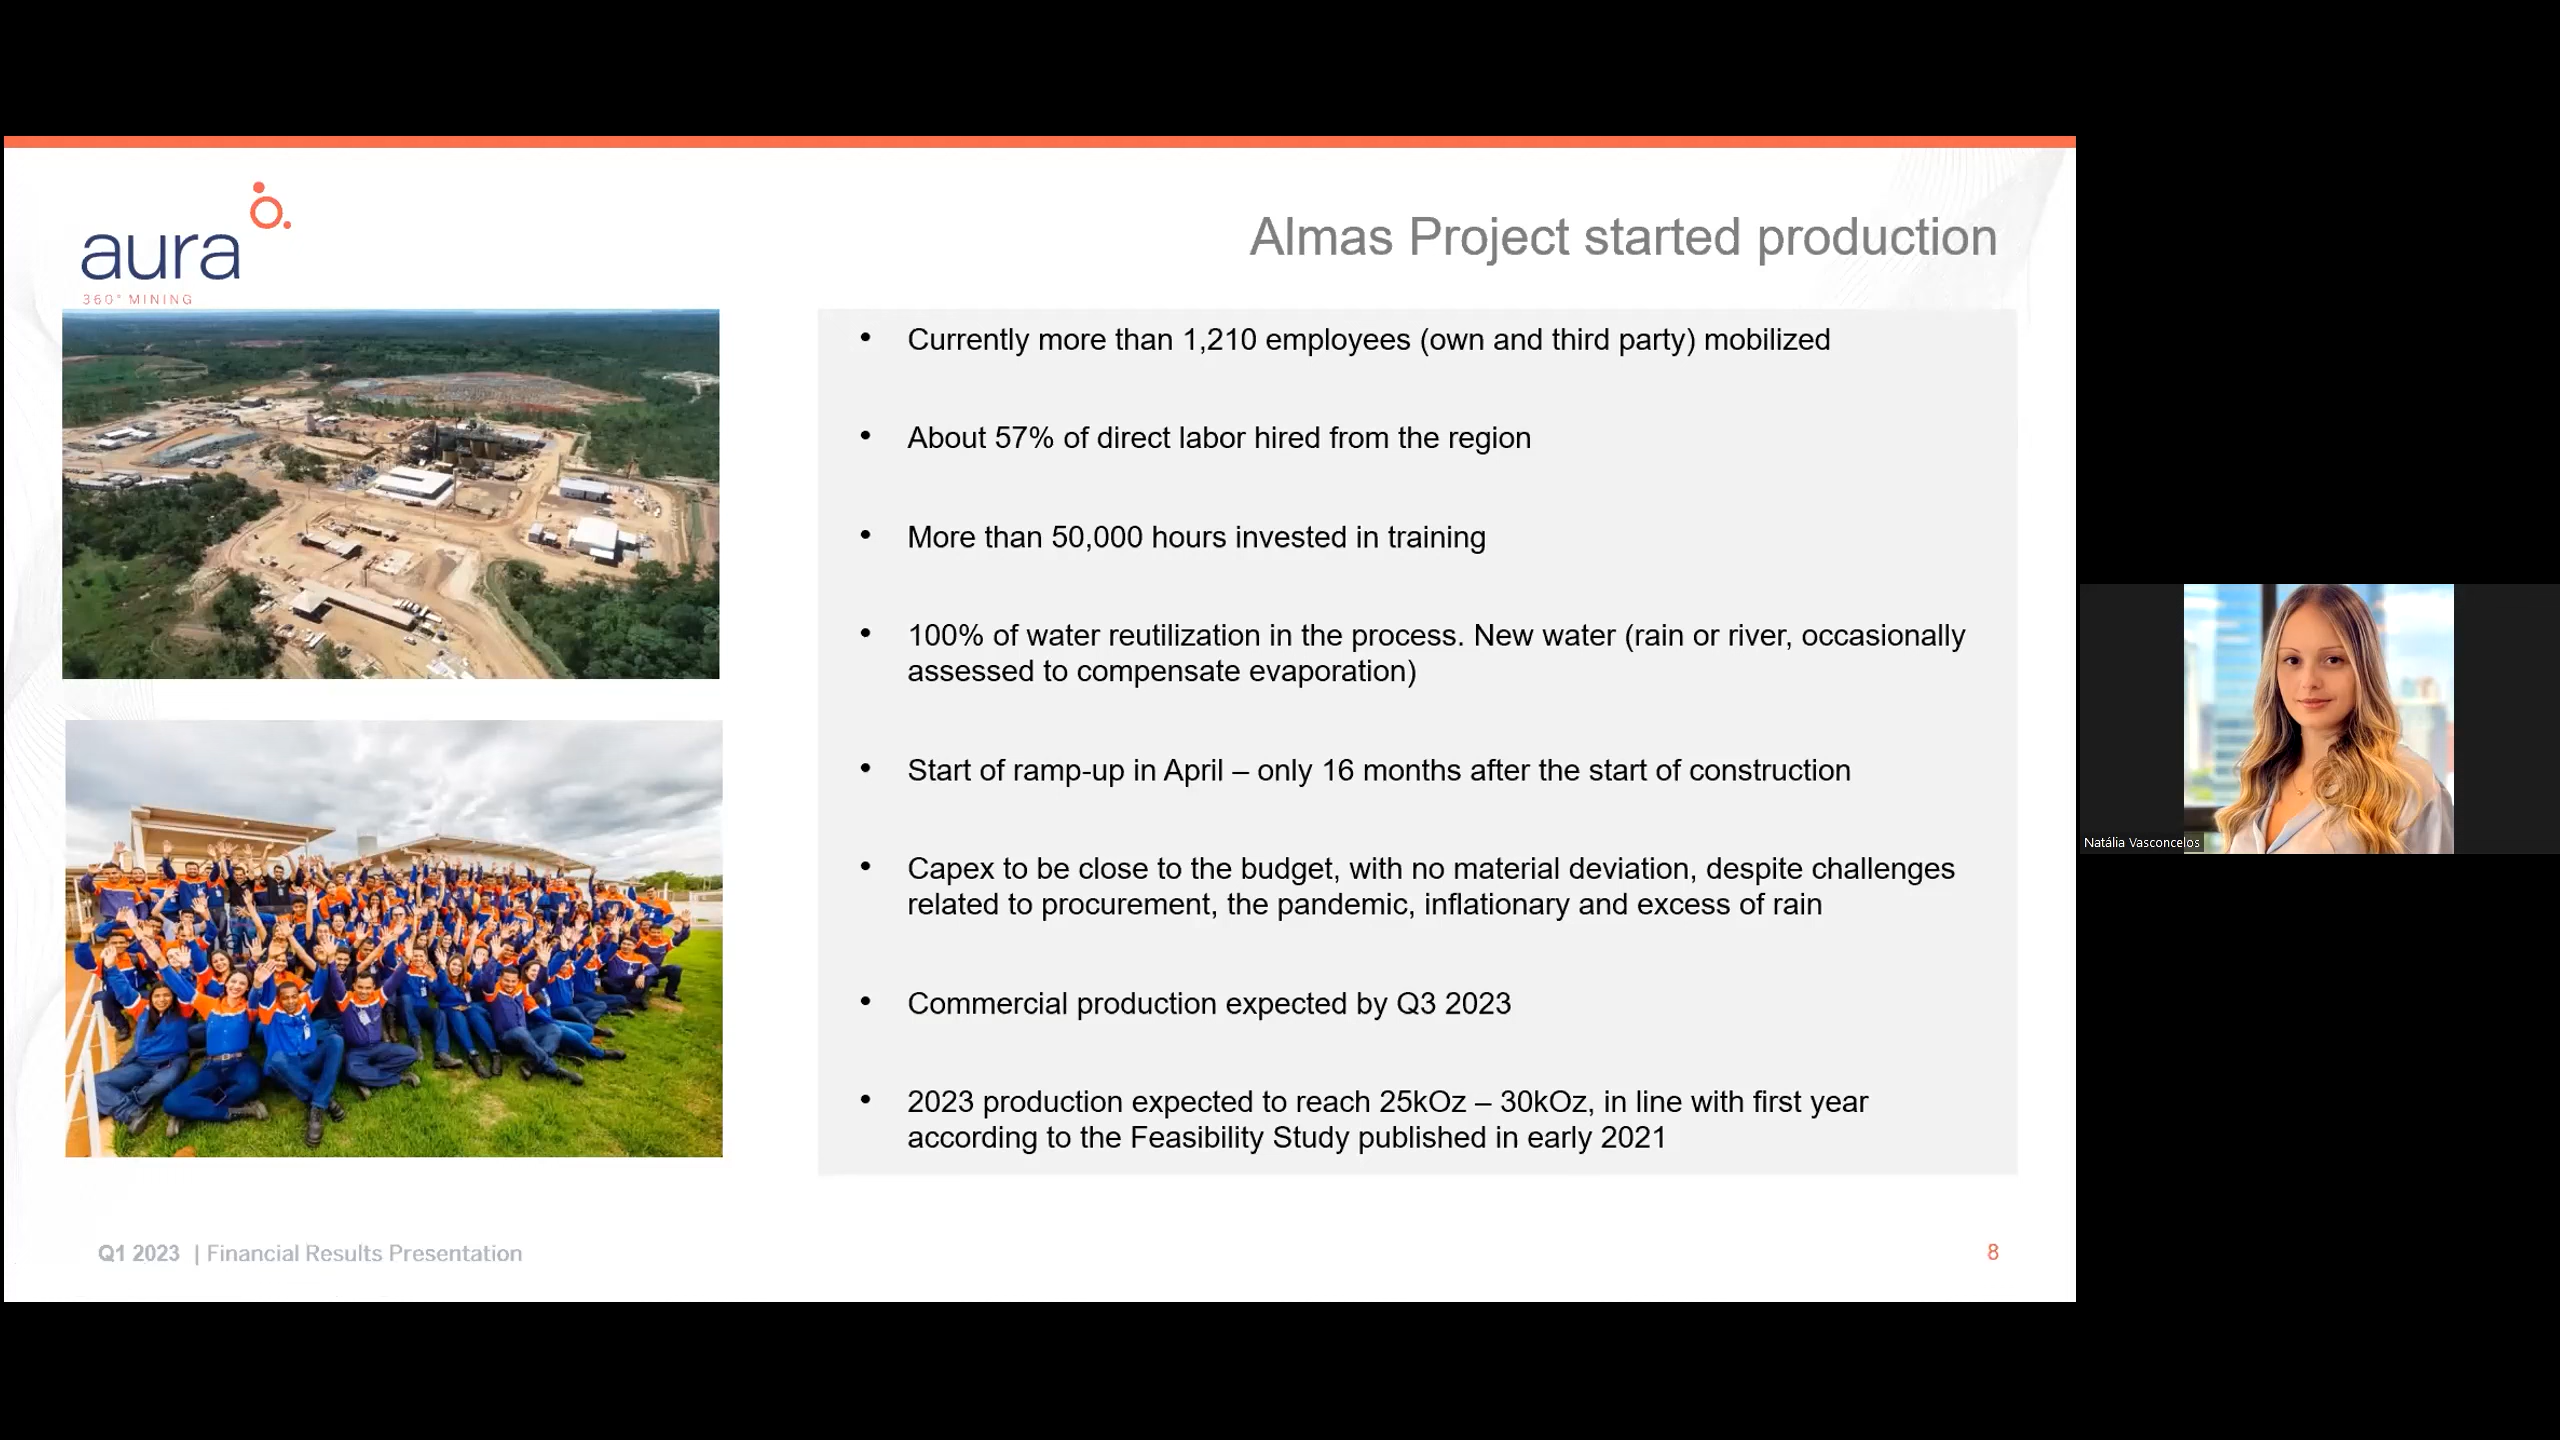 aura
360° MINING
Almas Project started production
• Currently more than 1,210 employees (own and third party) mobilized
• About 57% of direct labor hired from the region
• More than 50,000 hours invested in training
• 100% of water reutilization in the process. New water (rain or river, occasionally
assessed to compensate evaporation)
• Start of ramp-up in April – only 16 months after the start of construction
• Capex to be close to the budget, with no material deviation, despite challenges
related to procurement, the pandemic, inflationary and excess of rain
• Commercial production expected by Q3 2023
• 2023 production expected to reach 25kOz – 30kOz, in line with first year
according to the Feasibility Study published in early 2021
Q1 2023 | Financial Results Presentation
8
Natália Vasconcelos